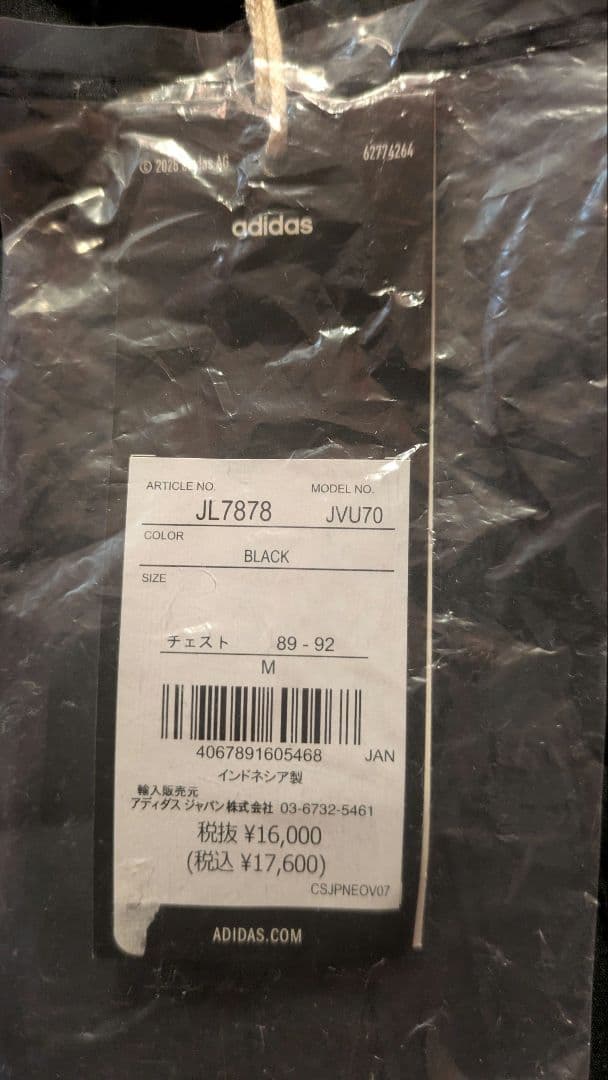 © 2025 adidas AG
62774264
adidas
ARTICLE NO.
MODEL NO.
JL7878
JVU70
COLOR
BLACK
SIZE
チェスト 89 - 92
M
4067891605468 JAN
インドネシア製
輸入販売元
アディダス ジャパン株式会社 03-6732-5461
税抜 ¥16,000
(税込 ¥17,600)
CSJPNEOV07
ADIDAS.COM